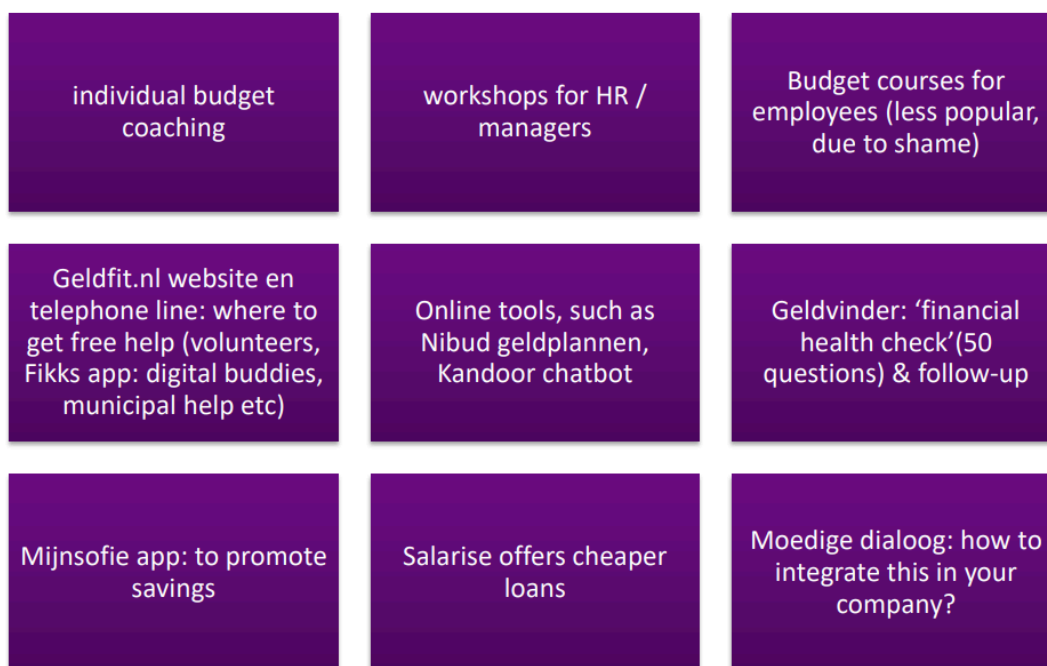 individual budget
coaching
workshops for HR /
managers
Budget courses for
employees (less popular,
due to shame)
Geldfit.nl website en
telephone line: where to
get free help (volunteers,
Fikks app: digital buddies,
municipal help etc)
Online tools, such as
Nibud geldplannen,
Kandoor chatbot
Geldvinder: ‘financial
health check’(50
questions) & follow-up
Mijnsofie app: to promote
savings
Salarise offers cheaper
loans
Moedige dialoog: how to
integrate this in your
company?